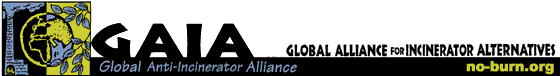 GAIA
GLOBAL ALLIANCE FOR INCINERATOR ALTERNATIVES
Global Anti-Incinerator Alliance
no-burn.org